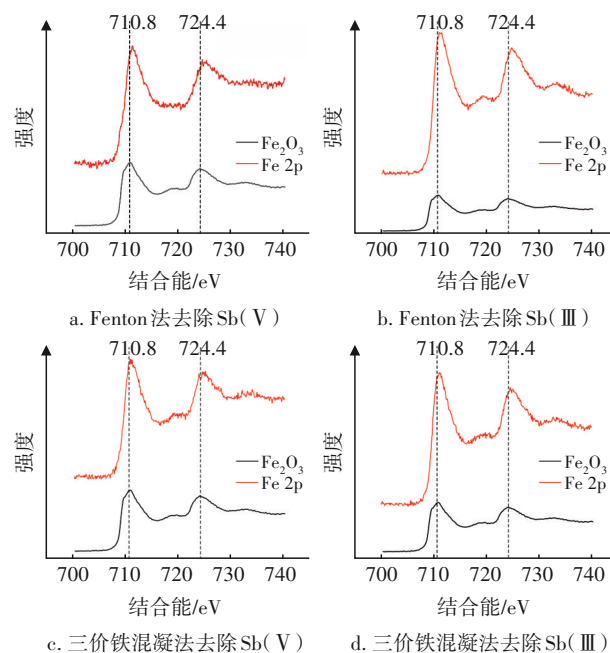 710.8 724.4
强度
Fe₂O₃
Fe 2p
700 710 720 730 740
结合能/eV
a. Fenton法去除Sb(Ⅴ)
710.8 724.4
强度
Fe₂O₃
Fe 2p
700 710 720 730 740
结合能/eV
b. Fenton法去除Sb(Ⅲ)
710.8 724.4
强度
Fe₂O₃
Fe 2p
700 710 720 730 740
结合能/eV
c. 三价铁混凝法去除Sb(Ⅴ)
710.8 724.4
强度
Fe₂O₃
Fe 2p
700 710 720 730 740
结合能/eV
d. 三价铁混凝法去除Sb(Ⅲ)